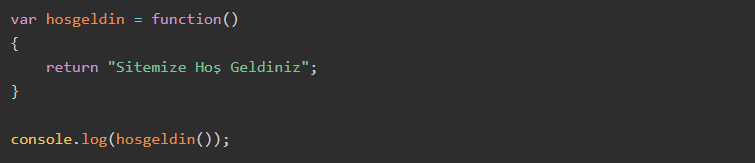 var hosgeldin = function()
{
    return "Sitemize Hoş Geldiniz";
}
console.log(hosgeldin());